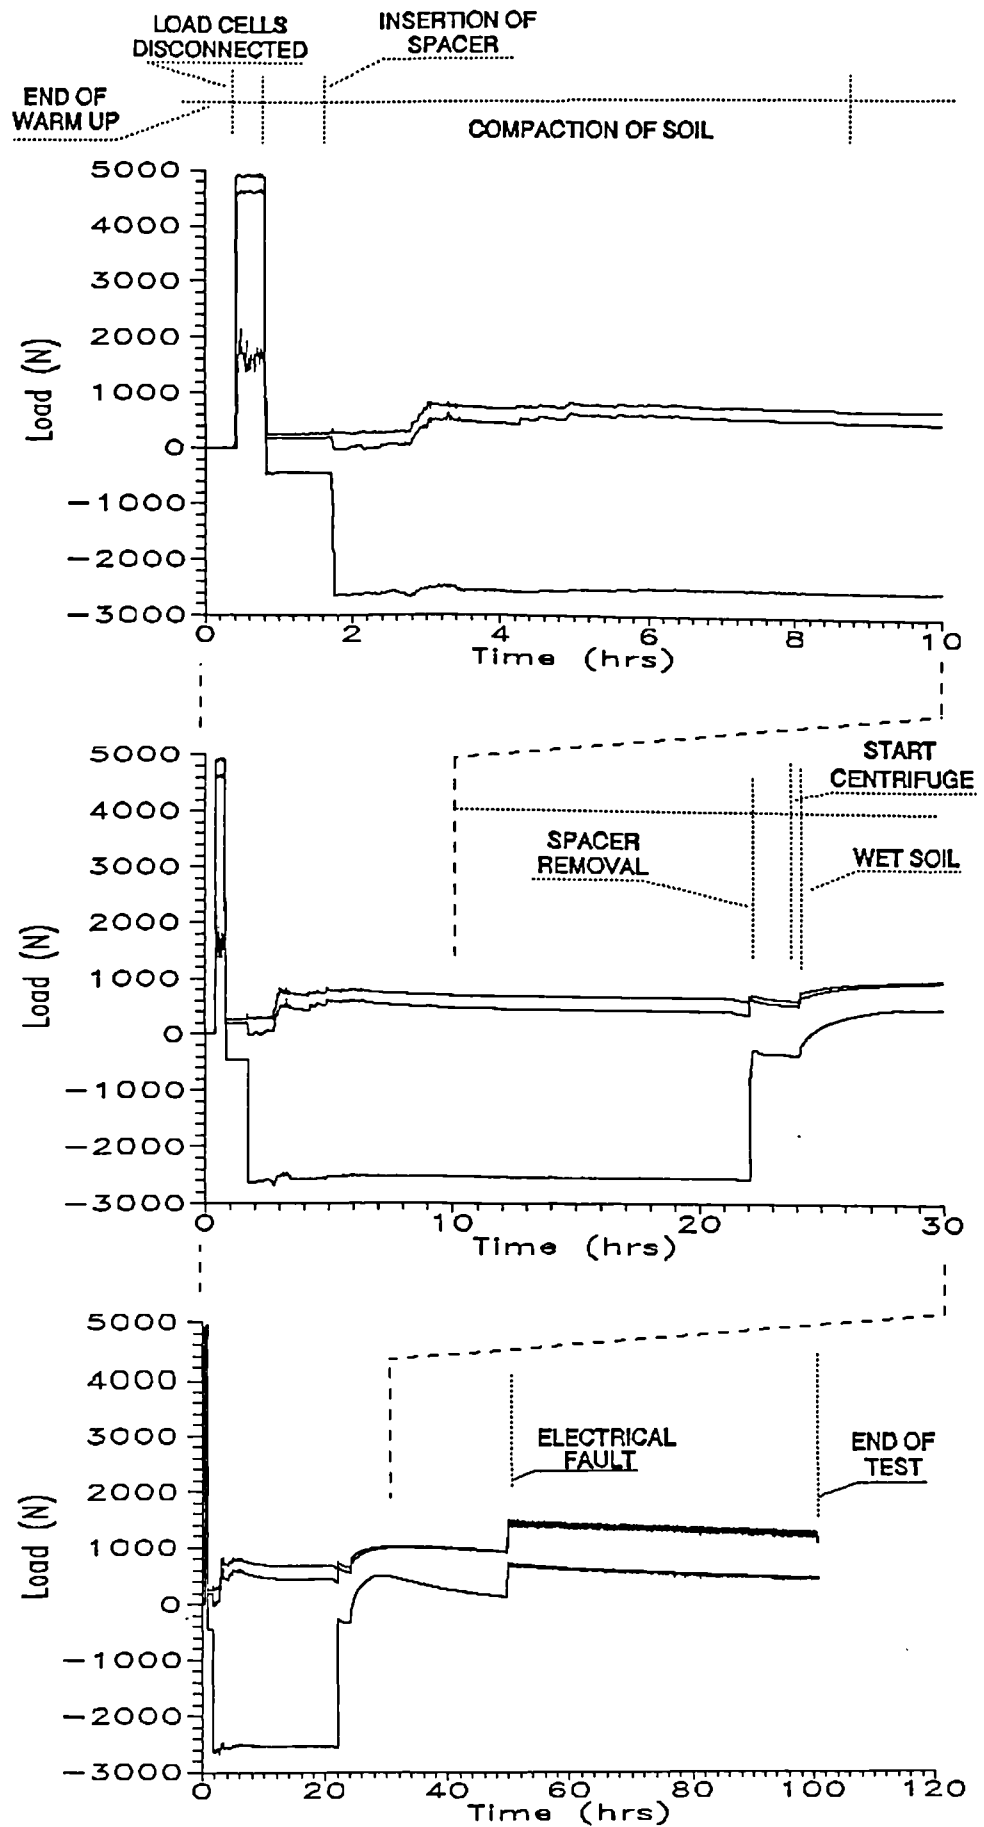 LOAD CELLS
DISCONNECTED
INSERTION OF
SPACER
END OF
WARM UP
COMPACTION OF SOIL
5000
4000
3000
2000
1000
0
−1000
−2000
−3000
Load (N)
0 2 4 6 8 10
Time (hrs)
START
CENTRIFUGE
SPACER
REMOVAL
WET SOIL
5000
4000
3000
2000
1000
0
−1000
−2000
−3000
Load (N)
0 10 20 30
Time (hrs)
ELECTRICAL
FAULT
END OF
TEST
5000
4000
3000
2000
1000
0
−1000
−2000
−3000
Load (N)
0 20 40 60 80 100 120
Time (hrs)